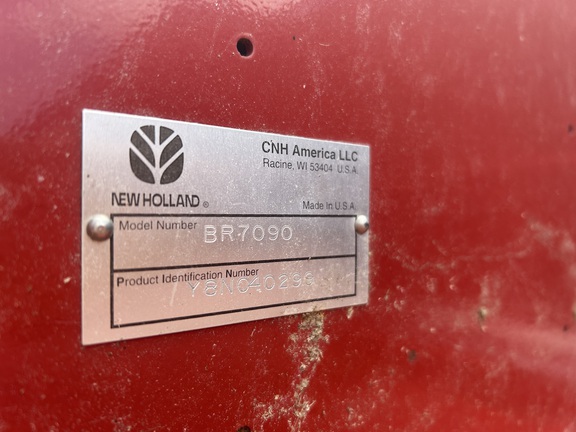 NEW HOLLAND ®
CNH America LLC
Racine, WI 53404 U.S.A.
Made In U.S.A.
Model Number BR7090
Product Identification Number